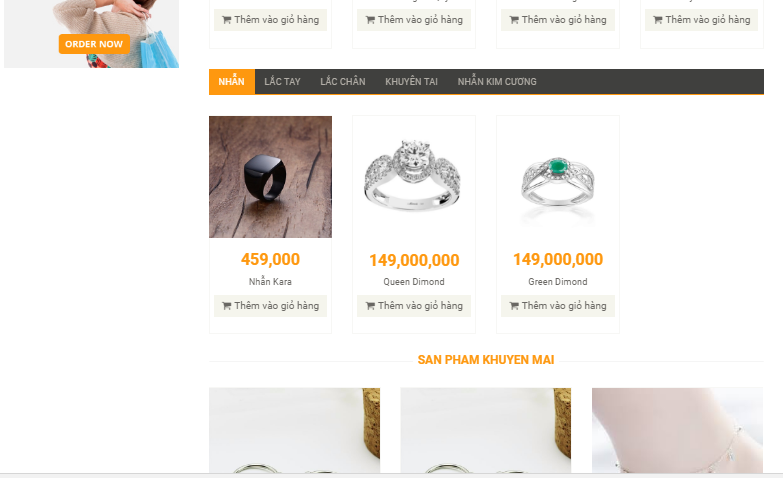 Thêm vào giỏ hàng Thêm vào giỏ hàng Thêm vào giỏ hàng Thêm vào giỏ hàng
ORDER NOW
NHẪN LẮC TAY LẮC CHÂN KHUYÊN TAI NHẪN KIM CƯƠNG
459,000 149,000,000 149,000,000
Nhẫn Kara Queen Dimond Green Dimond
Thêm vào giỏ hàng Thêm vào giỏ hàng Thêm vào giỏ hàng
SAN PHAM KHUYEN MAI